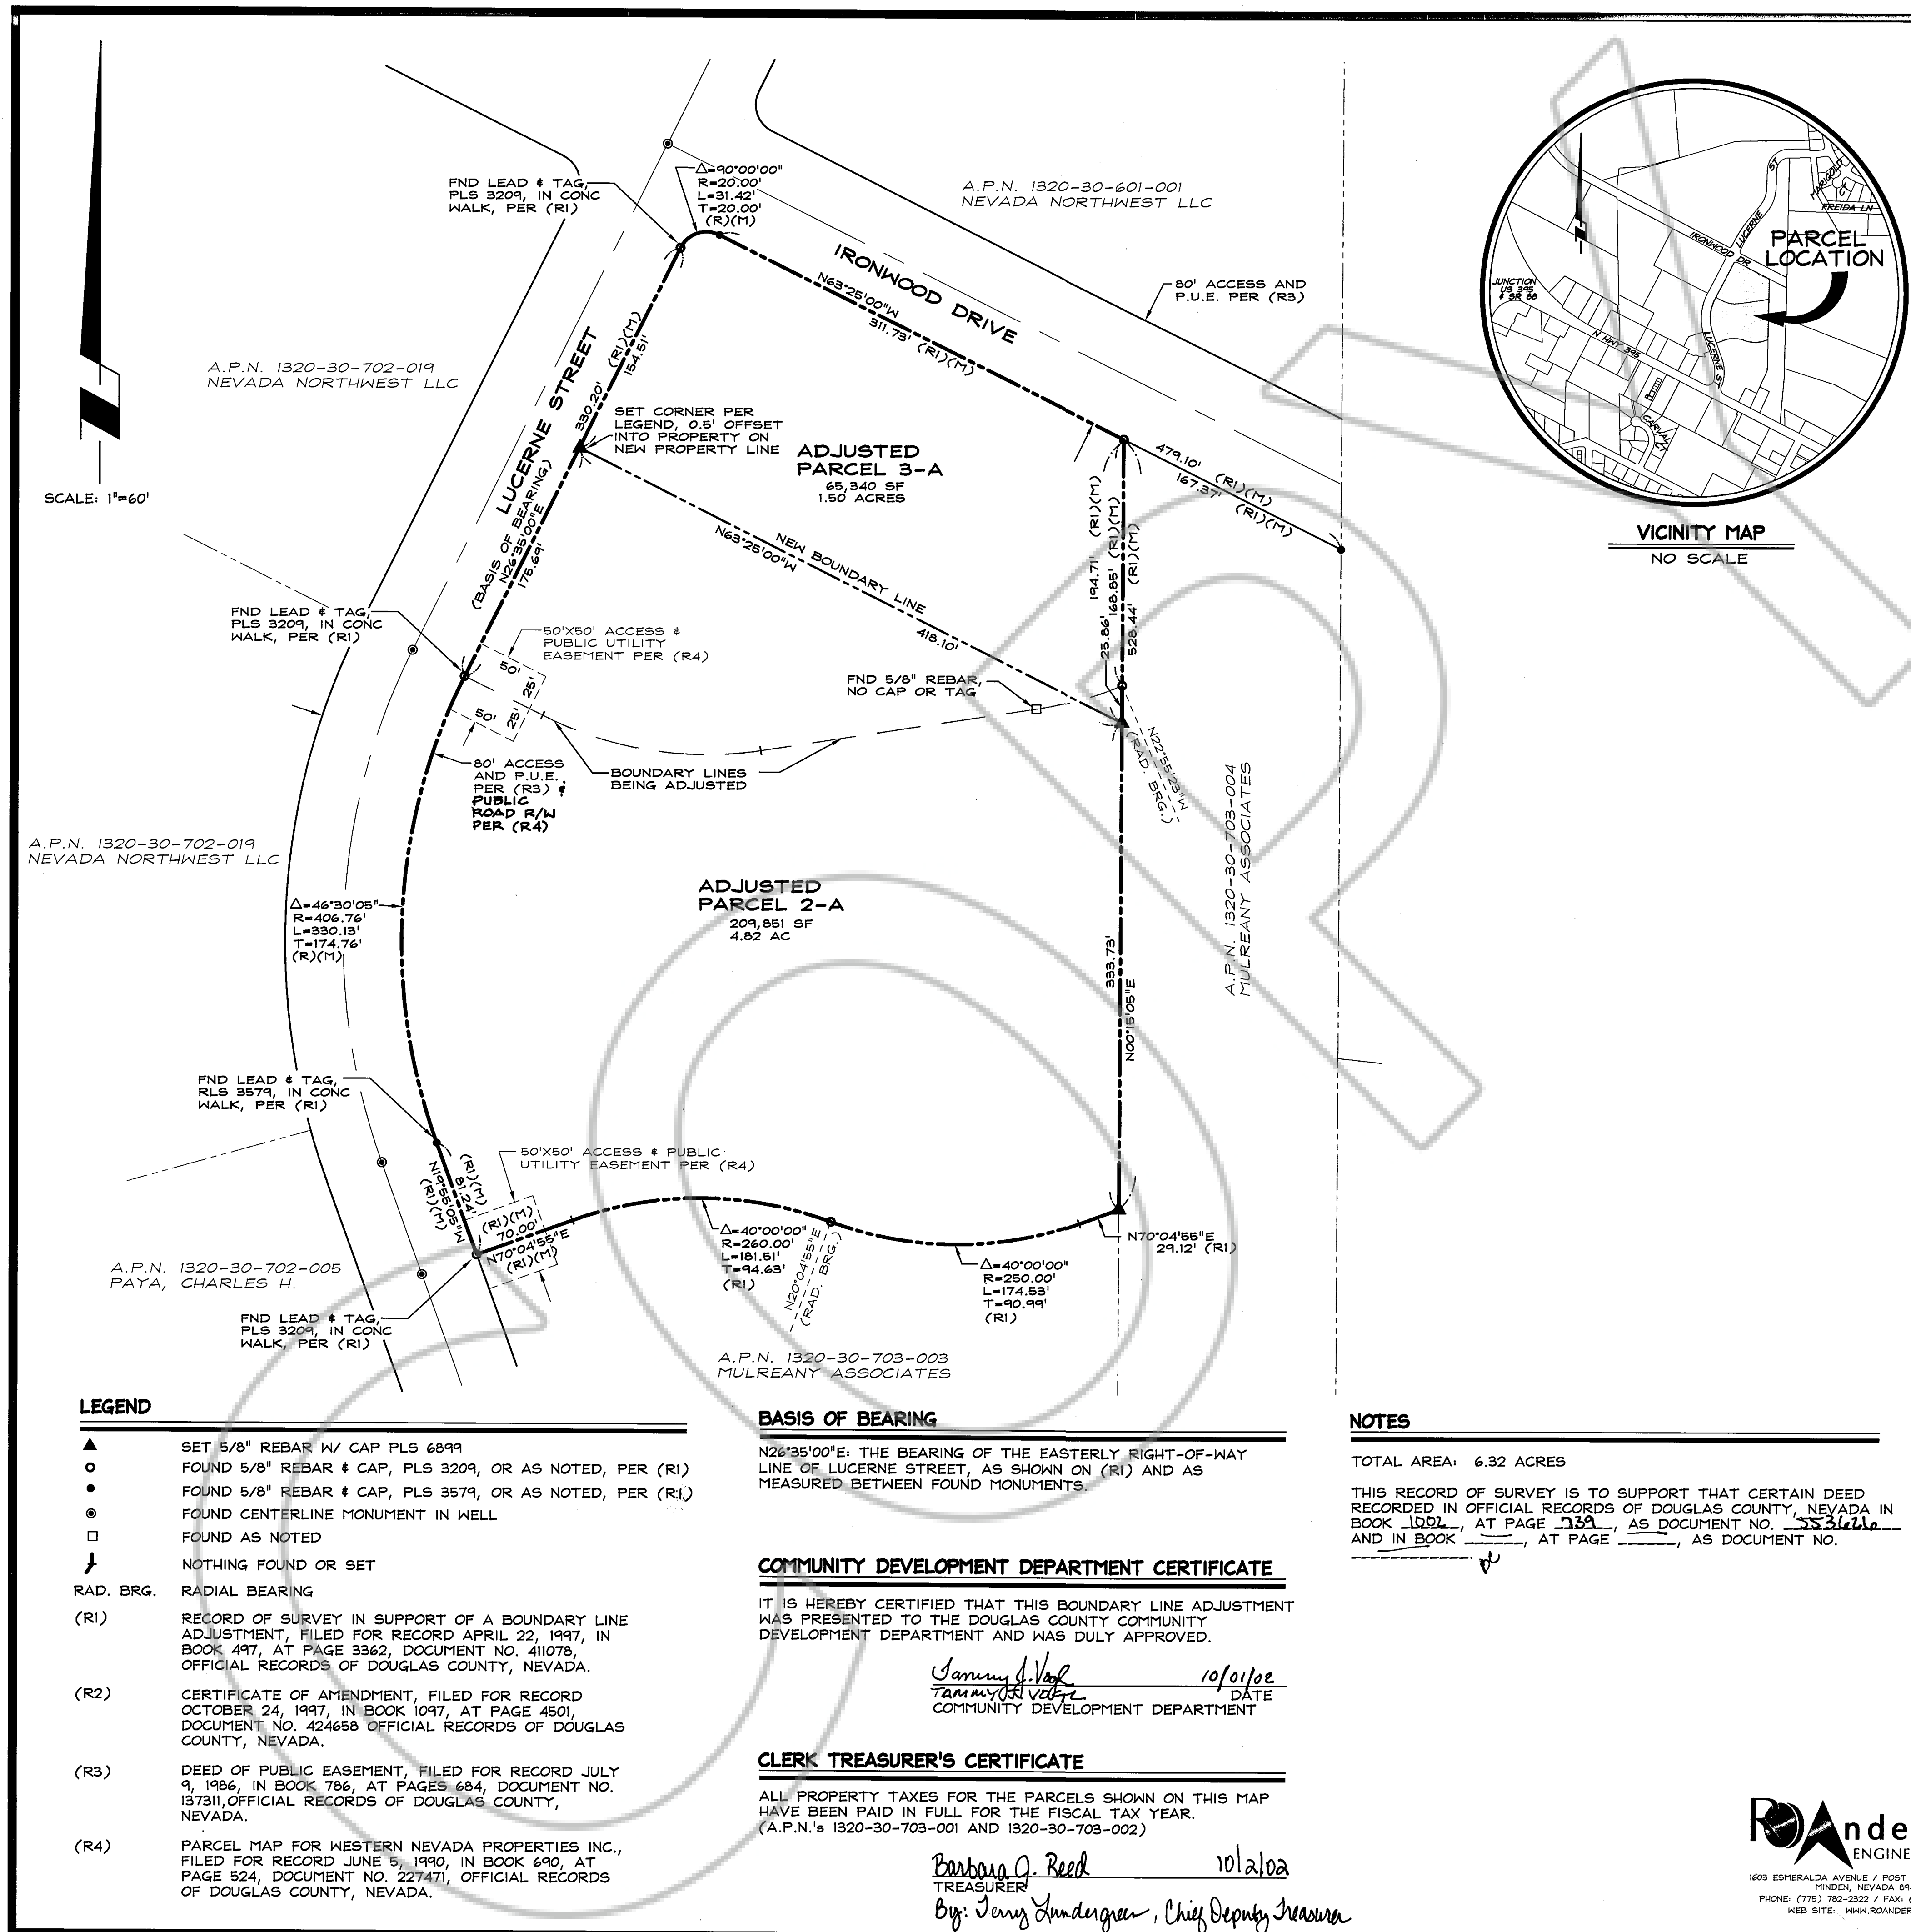 FND LEAD & TAG,
PLS 3209, IN CONC
WALK, PER (R1)
Δ=90°00'00"
R=20.00'
L=31.42'
T=20.00'
(R)(M)
A.P.N. 1320-30-601-001
NEVADA NORTHWEST LLC
IRONWOOD DRIVE
N63°25'00"W
311.73' (R1)(M)
80' ACCESS AND
P.U.E. PER (R3)
A.P.N. 1320-30-702-019
NEVADA NORTHWEST LLC
SCALE: 1"=60'
LUCERNE STREET
(BASIS OF BEARING)
N26°35'00"E
175.69'
330.20'
(R1)(M)
154.51'
SET CORNER PER
LEGEND, 0.5' OFFSET
INTO PROPERTY ON
NEW PROPERTY LINE
ADJUSTED
PARCEL 3-A
65,340 SF
1.50 ACRES
N63°25'00"W
NEW BOUNDARY LINE
418.10'
479.10' (R1)(M)
167.37' (R1)(M)
194.71' (R1)(M)
25.86'
168.85' (R1)(M)
528.44' (R1)(M)
FND LEAD & TAG,
PLS 3209, IN CONC
WALK, PER (R1)
50'X50' ACCESS &
PUBLIC UTILITY
EASEMENT PER (R4)
50'
25'
50'
25'
FND 5/8" REBAR,
NO CAP OR TAG
N22°55'23"W
(RAD. BRG.)
80' ACCESS
AND P.U.E.
PER (R3) &
PUBLIC
ROAD R/W
PER (R4)
BOUNDARY LINES
BEING ADJUSTED
A.P.N. 1320-30-703-004
MULREANY ASSOCIATES
A.P.N. 1320-30-702-019
NEVADA NORTHWEST LLC
Δ=46°30'05"
R=406.76'
L=330.13'
T=174.76'
(R)(M)
ADJUSTED
PARCEL 2-A
209,851 SF
4.82 AC
333.73'
N00°15'05"E
FND LEAD & TAG,
RLS 3579, IN CONC
WALK, PER (R1)
(R1)(M)
81.24'
N19°55'05"W
(R1)(M)
50'X50' ACCESS & PUBLIC
UTILITY EASEMENT PER (R4)
(R1)(M)
70.00'
N70°04'55"E
(R1)(M)
Δ=40°00'00"
R=260.00'
L=181.51'
T=94.63'
(R1)
N20°04'55"E
(RAD. BRG.)
Δ=40°00'00"
R=250.00'
L=174.53'
T=90.99'
(R1)
N70°04'55"E
29.12' (R1)
A.P.N. 1320-30-702-005
PAYA, CHARLES H.
FND LEAD & TAG,
PLS 3209, IN CONC
WALK, PER (R1)
A.P.N. 1320-30-703-003
MULREANY ASSOCIATES
MARIGOLD CT
FREIDA LN
LUCERNE ST
IRONWOOD DR
PARCEL
LOCATION
JUNCTION
US 395
& SR 88
N HWY 395
LUCERNE ST
CARVAL CT
VICINITY MAP
NO SCALE
LEGEND
SET 5/8" REBAR W/ CAP PLS 6899
FOUND 5/8" REBAR & CAP, PLS 3209, OR AS NOTED, PER (R1)
FOUND 5/8" REBAR & CAP, PLS 3579, OR AS NOTED, PER (R1)
FOUND CENTERLINE MONUMENT IN WELL
FOUND AS NOTED
NOTHING FOUND OR SET
RAD. BRG. RADIAL BEARING
(R1) RECORD OF SURVEY IN SUPPORT OF A BOUNDARY LINE
ADJUSTMENT, FILED FOR RECORD APRIL 22, 1997, IN
BOOK 497, AT PAGE 3362, DOCUMENT NO. 411078,
OFFICIAL RECORDS OF DOUGLAS COUNTY, NEVADA.
(R2) CERTIFICATE OF AMENDMENT, FILED FOR RECORD
OCTOBER 24, 1997, IN BOOK 1097, AT PAGE 4501,
DOCUMENT NO. 424658 OFFICIAL RECORDS OF DOUGLAS
COUNTY, NEVADA.
(R3) DEED OF PUBLIC EASEMENT, FILED FOR RECORD JULY
9, 1986, IN BOOK 786, AT PAGES 684, DOCUMENT NO.
137311, OFFICIAL RECORDS OF DOUGLAS COUNTY,
NEVADA.
(R4) PARCEL MAP FOR WESTERN NEVADA PROPERTIES INC.,
FILED FOR RECORD JUNE 5, 1990, IN BOOK 690, AT
PAGE 524, DOCUMENT NO. 227471, OFFICIAL RECORDS
OF DOUGLAS COUNTY, NEVADA.
BASIS OF BEARING
N26°35'00"E: THE BEARING OF THE EASTERLY RIGHT-OF-WAY
LINE OF LUCERNE STREET, AS SHOWN ON (R1) AND AS
MEASURED BETWEEN FOUND MONUMENTS.
COMMUNITY DEVELOPMENT DEPARTMENT CERTIFICATE
IT IS HEREBY CERTIFIED THAT THIS BOUNDARY LINE ADJUSTMENT
WAS PRESENTED TO THE DOUGLAS COUNTY COMMUNITY
DEVELOPMENT DEPARTMENT AND WAS DULY APPROVED.
10/01/02
TAMMY DATE
COMMUNITY DEVELOPMENT DEPARTMENT
CLERK TREASURER'S CERTIFICATE
ALL PROPERTY TAXES FOR THE PARCELS SHOWN ON THIS MAP
HAVE BEEN PAID IN FULL FOR THE FISCAL TAX YEAR.
(A.P.N.'s 1320-30-703-001 AND 1320-30-703-002)
Barbara J. Reed 10/2/02
TREASURER
By: Terry Lundergreen, Chief Deputy Treasurer
NOTES
TOTAL AREA: 6.32 ACRES
THIS RECORD OF SURVEY IS TO SUPPORT THAT CERTAIN DEED
RECORDED IN OFFICIAL RECORDS OF DOUGLAS COUNTY, NEVADA IN
BOOK 1002, AT PAGE 739, AS DOCUMENT NO. 553626
AND IN BOOK ______, AT PAGE ______, AS DOCUMENT NO.
____________.
ROAnde
ENGINE
1603 ESMERALDA AVENUE / POST
MINDEN, NEVADA 89
PHONE: (775) 782-2322 / FAX: (
WEB SITE: WWW.ROANDER
COPY